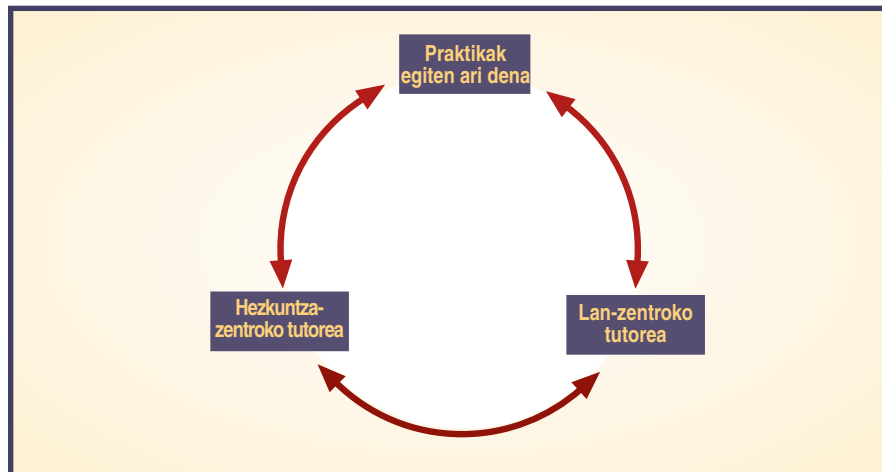 Praktikak
egiten ari dena
Hezkuntza-
zentroko tutorea
Lan-zentroko
tutorea